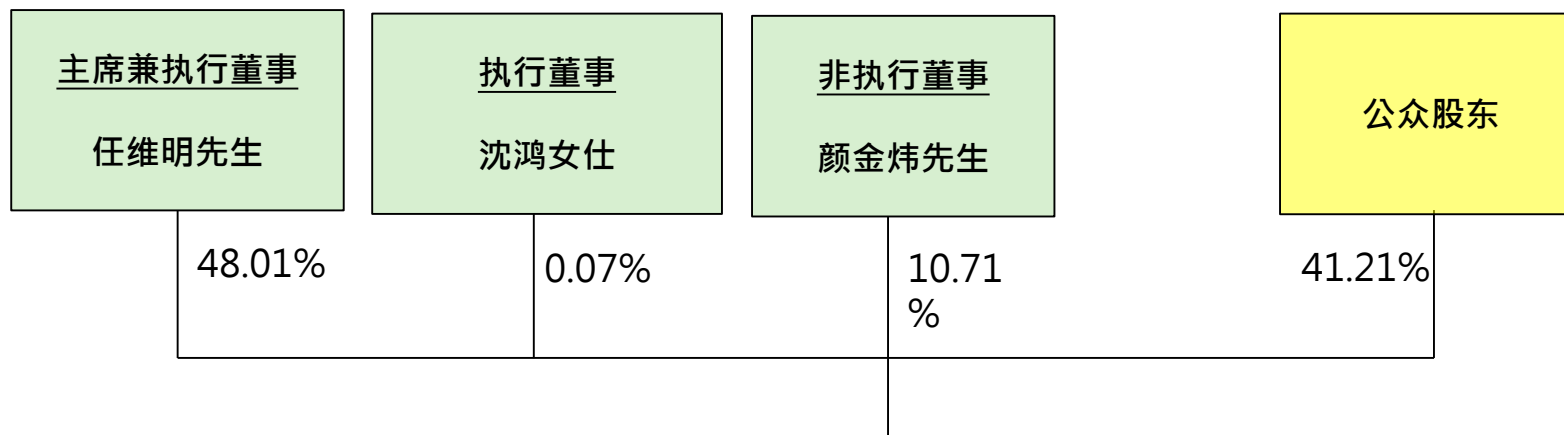 主席兼执行董事
任维明先生
执行董事
沈鸿女仕
非执行董事
颜金炜先生
公众股东
48.01%
0.07%
10.71
%
41.21%